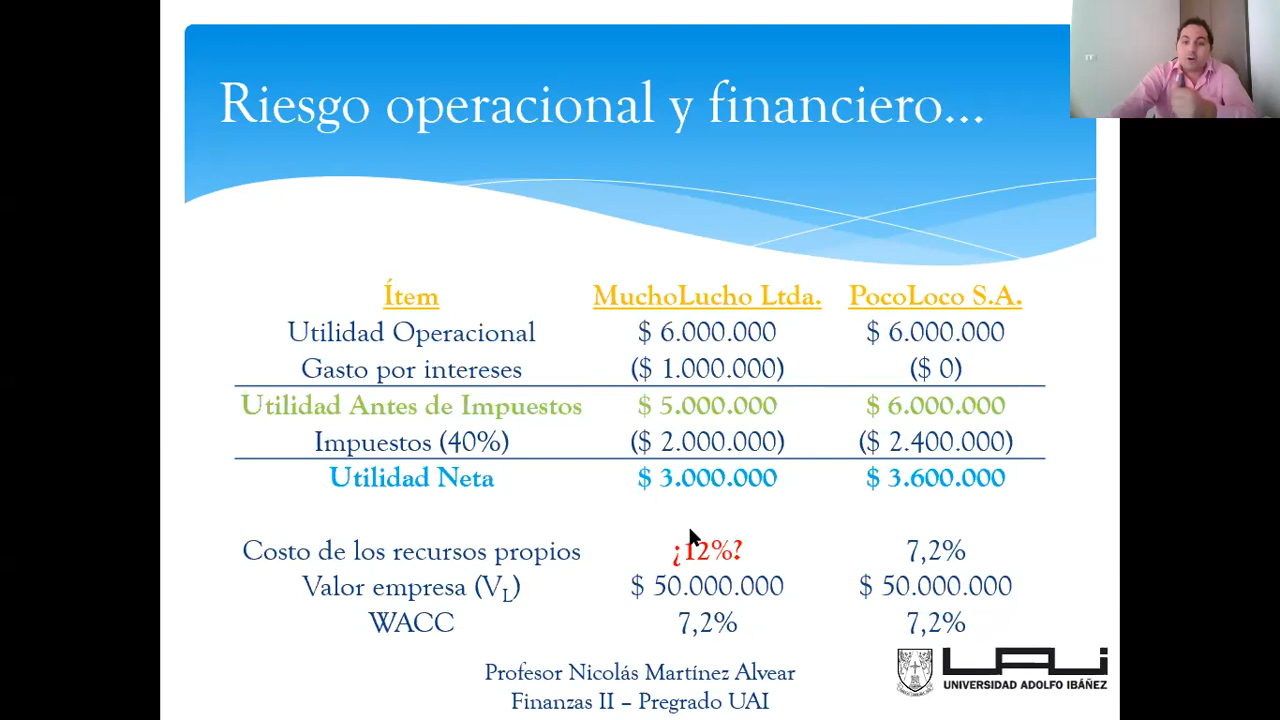 Riesgo operacional y financiero...
Ítem MuchoLucho Ltda. PocoLoco S.A.
Utilidad Operacional $ 6.000.000 $ 6.000.000
Gasto por intereses ($ 1.000.000) ($ 0)
Utilidad Antes de Impuestos $ 5.000.000 $ 6.000.000
Impuestos (40%) ($ 2.000.000) ($ 2.400.000)
Utilidad Neta $ 3.000.000 $ 3.600.000
Costo de los recursos propios ¿12%? 7,2%
Valor empresa (VL) $ 50.000.000 $ 50.000.000
WACC 7,2% 7,2%
Profesor Nicolás Martínez Alvear
Finanzas II – Pregrado UAI
UAI
UNIVERSIDAD ADOLFO IBÁÑEZ